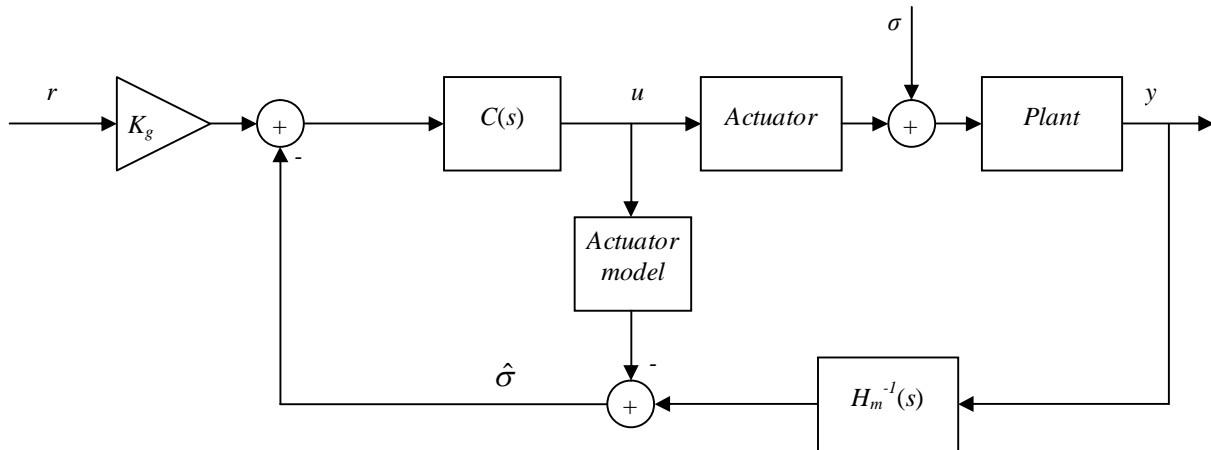 σ
r
K_g
+
-
C(s)
u
Actuator
+
Plant
y
Actuator
model
-
σ̂
+
H_m^{-1}(s)